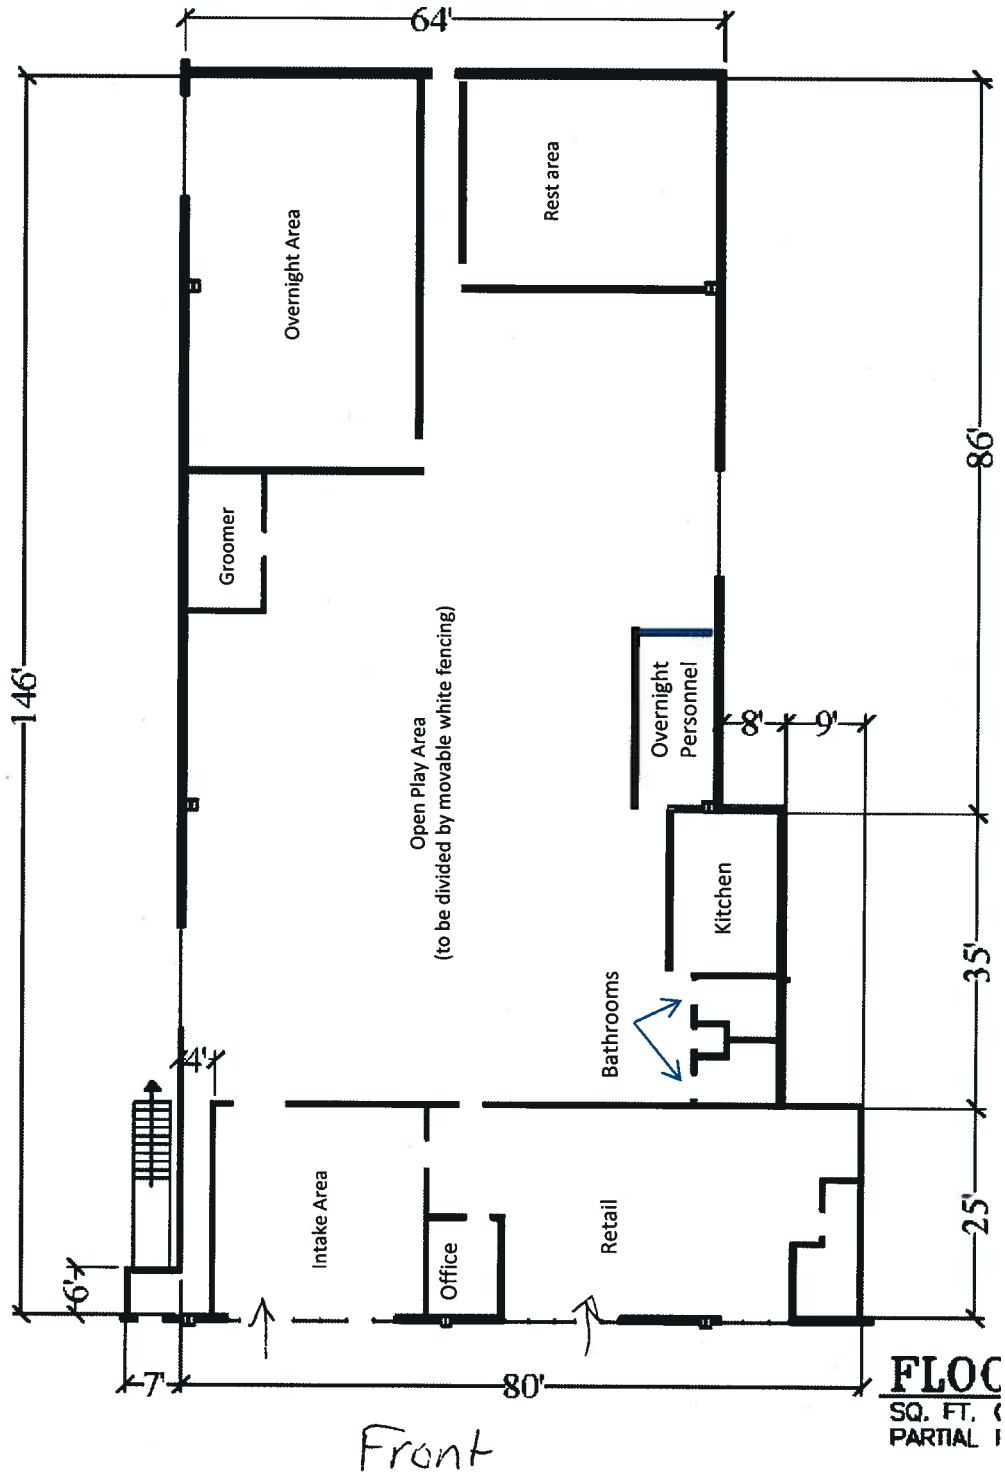 64'
Rest area
Overnight Area
86'
Groomer
146'
Open Play Area
(to be divided by movable white fencing)
Overnight
Personnel
8'
9'
Kitchen
35'
Bathrooms
4'
Intake Area
Retail
25'
Office
6'
7'
80'
FLOO
SQ. FT.
PARTIAL
Front